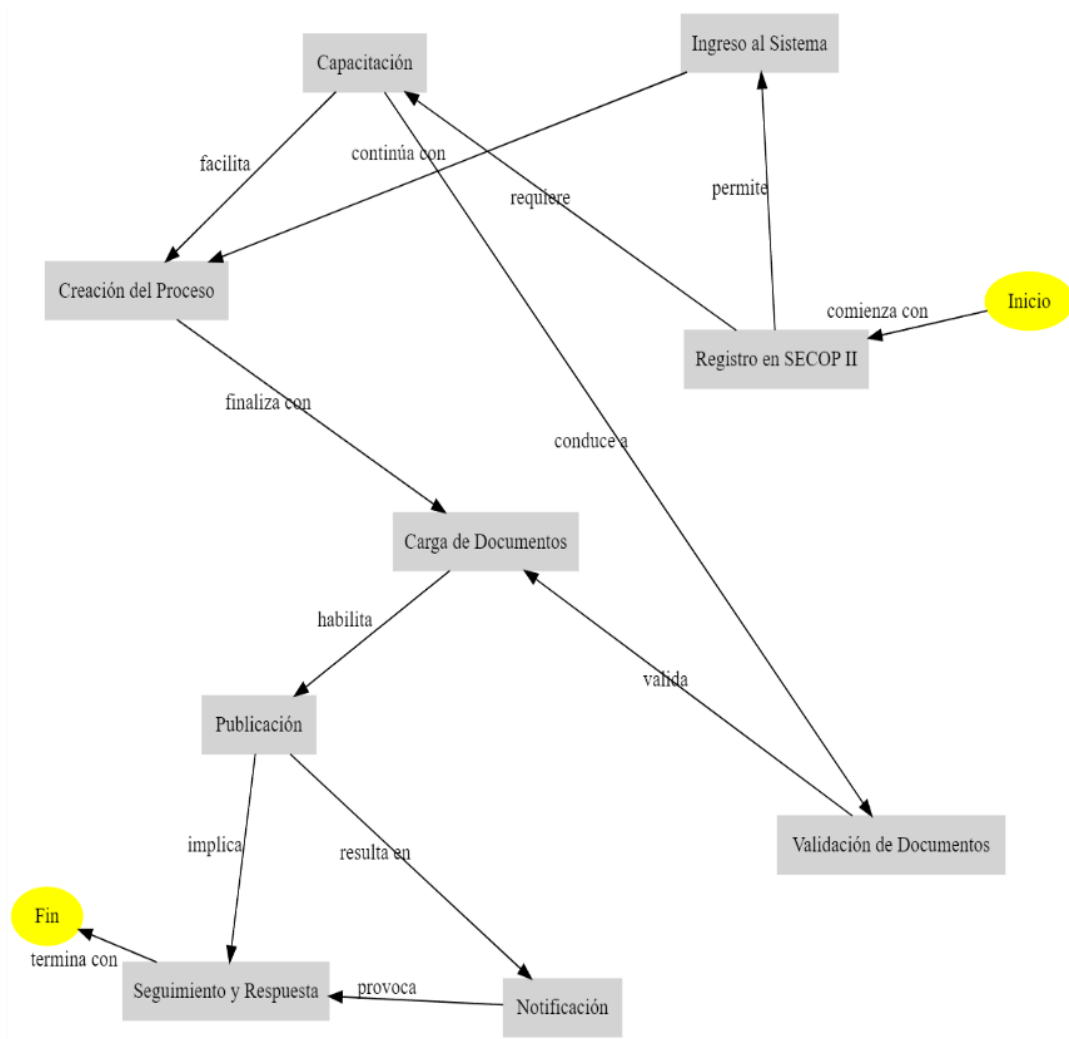 Ingreso al Sistema
Capacitación
continúa con
facilita
requiere
permite
Creación del Proceso
Inicio
comienza con
Registro en SECOP II
finaliza con
conduce a
Carga de Documentos
habilita
valida
Publicación
implica
resulta en
Validación de Documentos
Fin
termina con
Seguimiento y Respuesta
provoca
Notificación